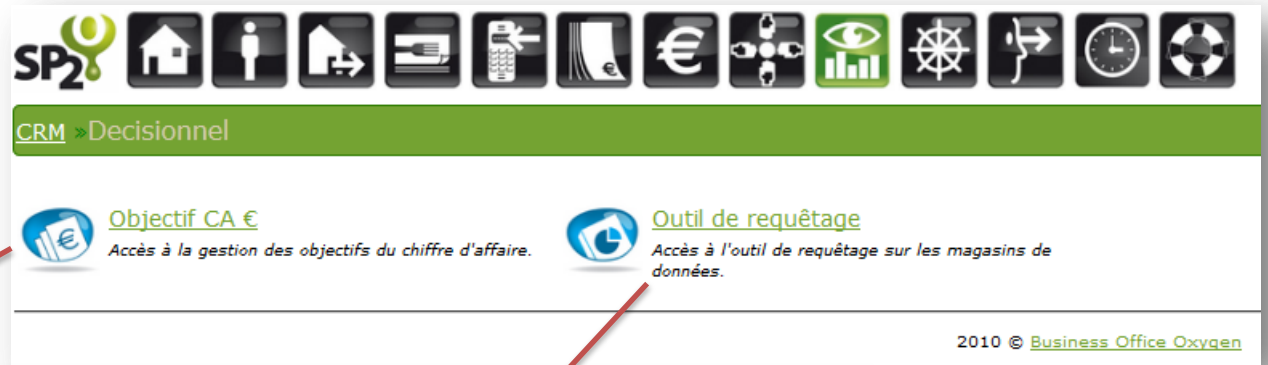 SP2
CRM »Decisionnel
Objectif CA €
Accès à la gestion des objectifs du chiffre d'affaire.
Outil de requêtage
Accès à l'outil de requêtage sur les magasins de
données.
2010 © Business Office Oxygen